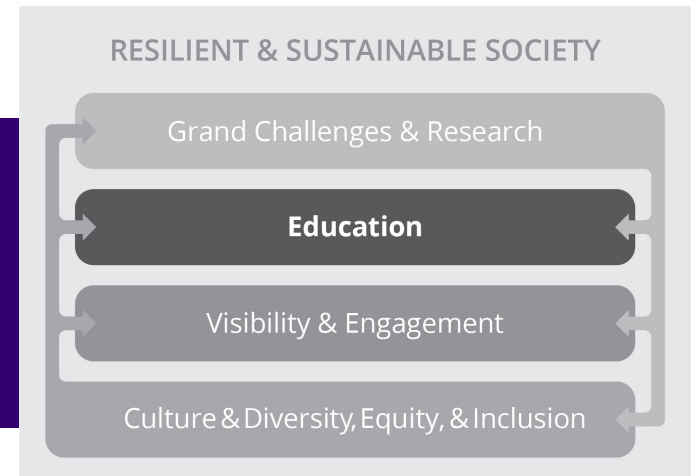 RESILIENT & SUSTAINABLE SOCIETY
Grand Challenges & Research
Education
Visibility & Engagement
Culture & Diversity, Equity, & Inclusion